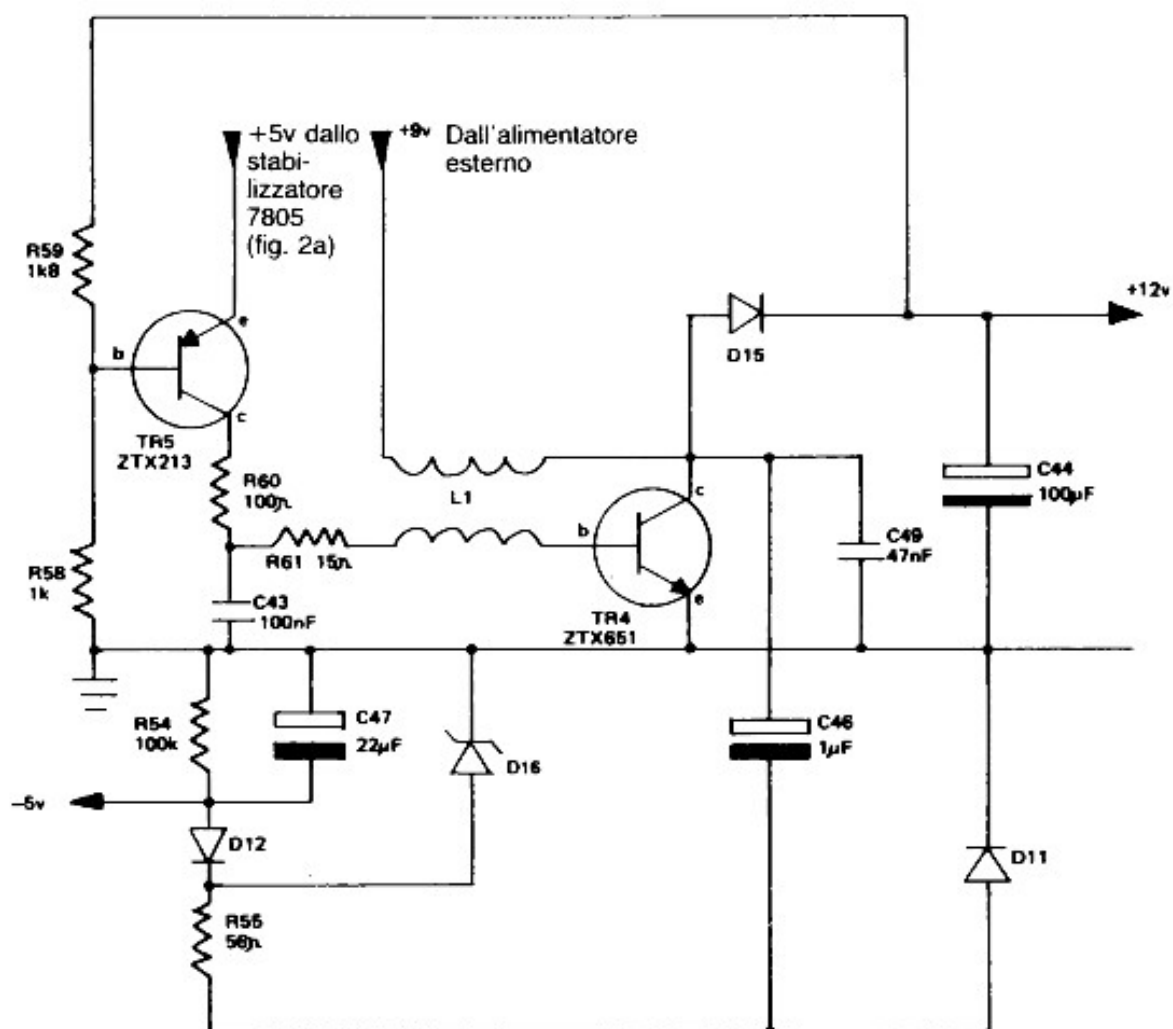 +5v dallo
stabi-
lizzatore
7805
(fig. 2a)
+9v
Dall'alimentatore
esterno
R59
1k8
e
b
c
TR5
ZTX213
D15
+12v
R60
100Ω
L1
c
b
e
C44
100μF
C49
47nF
R61 15Ω
R58
1k
C43
100nF
TR4
ZTX651
R54
100k
C47
22μF
D16
C46
1μF
-5v
D12
D11
R55
56Ω